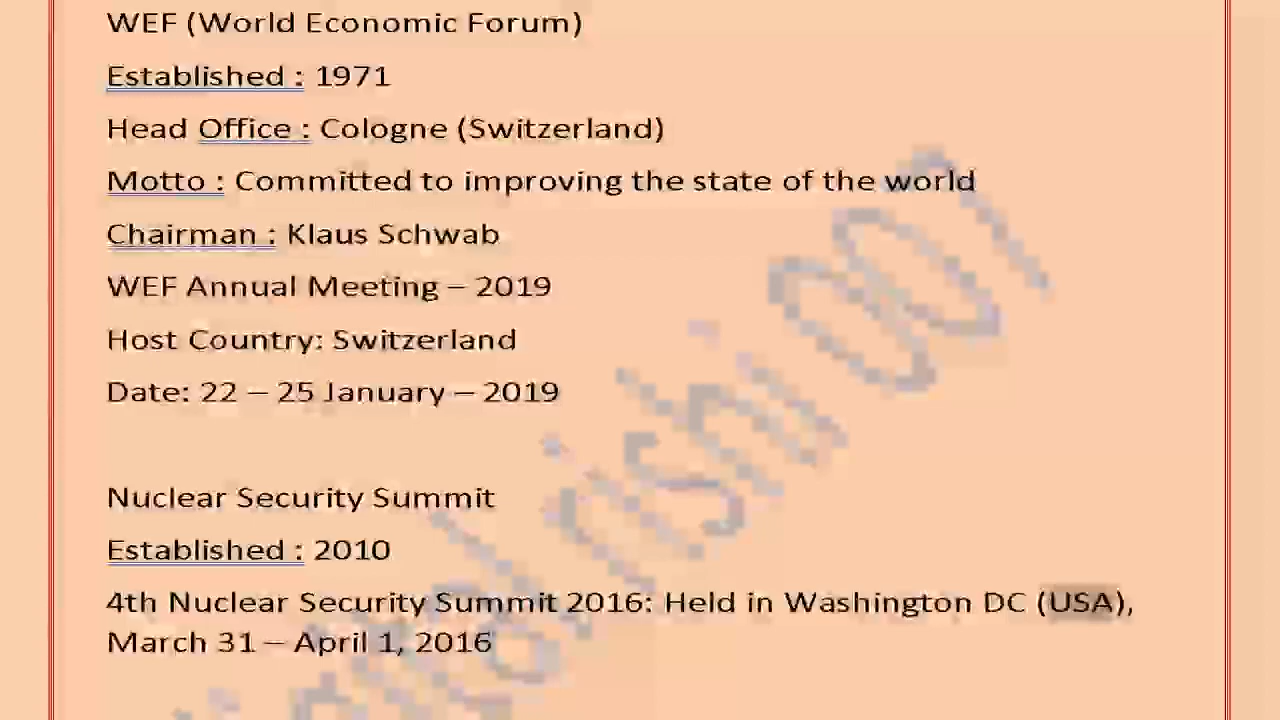 WEF (World Economic Forum)
Established : 1971
Head Office : Cologne (Switzerland)
Motto : Committed to improving the state of the world
Chairman : Klaus Schwab
WEF Annual Meeting – 2019
Host Country: Switzerland
Date: 22 – 25 January – 2019
Nuclear Security Summit
Established : 2010
4th Nuclear Security Summit 2016: Held in Washington DC (USA),
March 31 – April 1, 2016